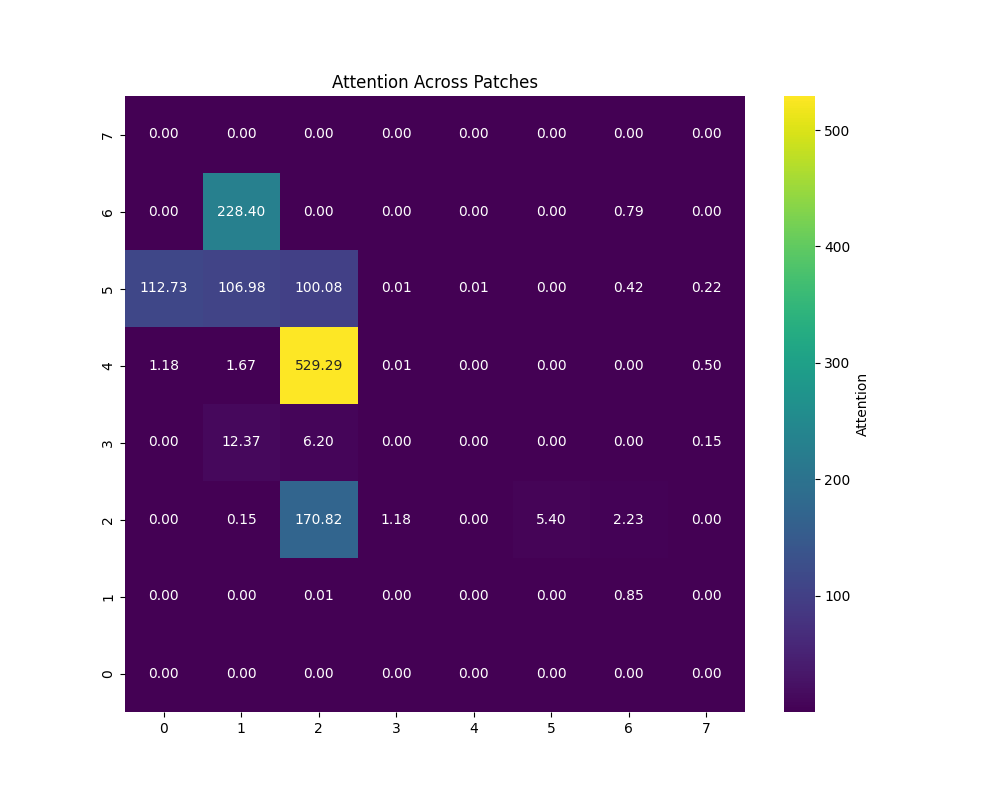 Attention Across Patches
7 0.00 0.00 0.00 0.00 0.00 0.00 0.00 0.00
6 0.00 228.40 0.00 0.00 0.00 0.00 0.79 0.00
5 112.73 106.98 100.08 0.01 0.01 0.00 0.42 0.22
4 1.18 1.67 529.29 0.01 0.00 0.00 0.00 0.50
3 0.00 12.37 6.20 0.00 0.00 0.00 0.00 0.15
2 0.00 0.15 170.82 1.18 0.00 5.40 2.23 0.00
1 0.00 0.00 0.01 0.00 0.00 0.00 0.85 0.00
0 0.00 0.00 0.00 0.00 0.00 0.00 0.00 0.00
0 1 2 3 4 5 6 7
500
400
300
200
100
Attention